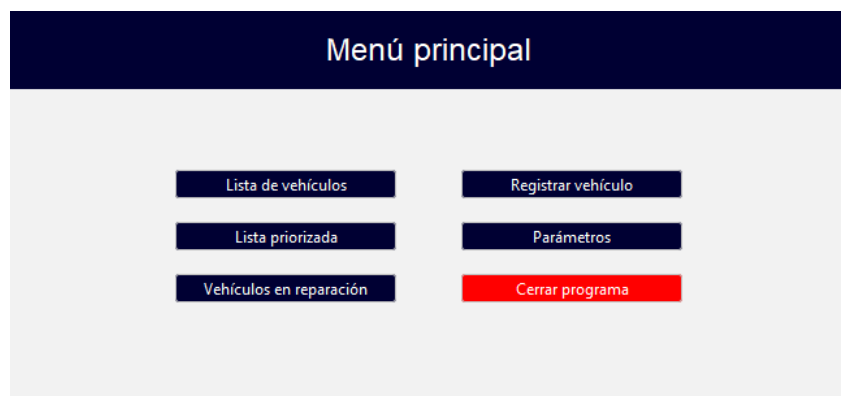 Menú principal
Lista de vehículos
Registrar vehículo
Lista priorizada
Parámetros
Vehículos en reparación
Cerrar programa